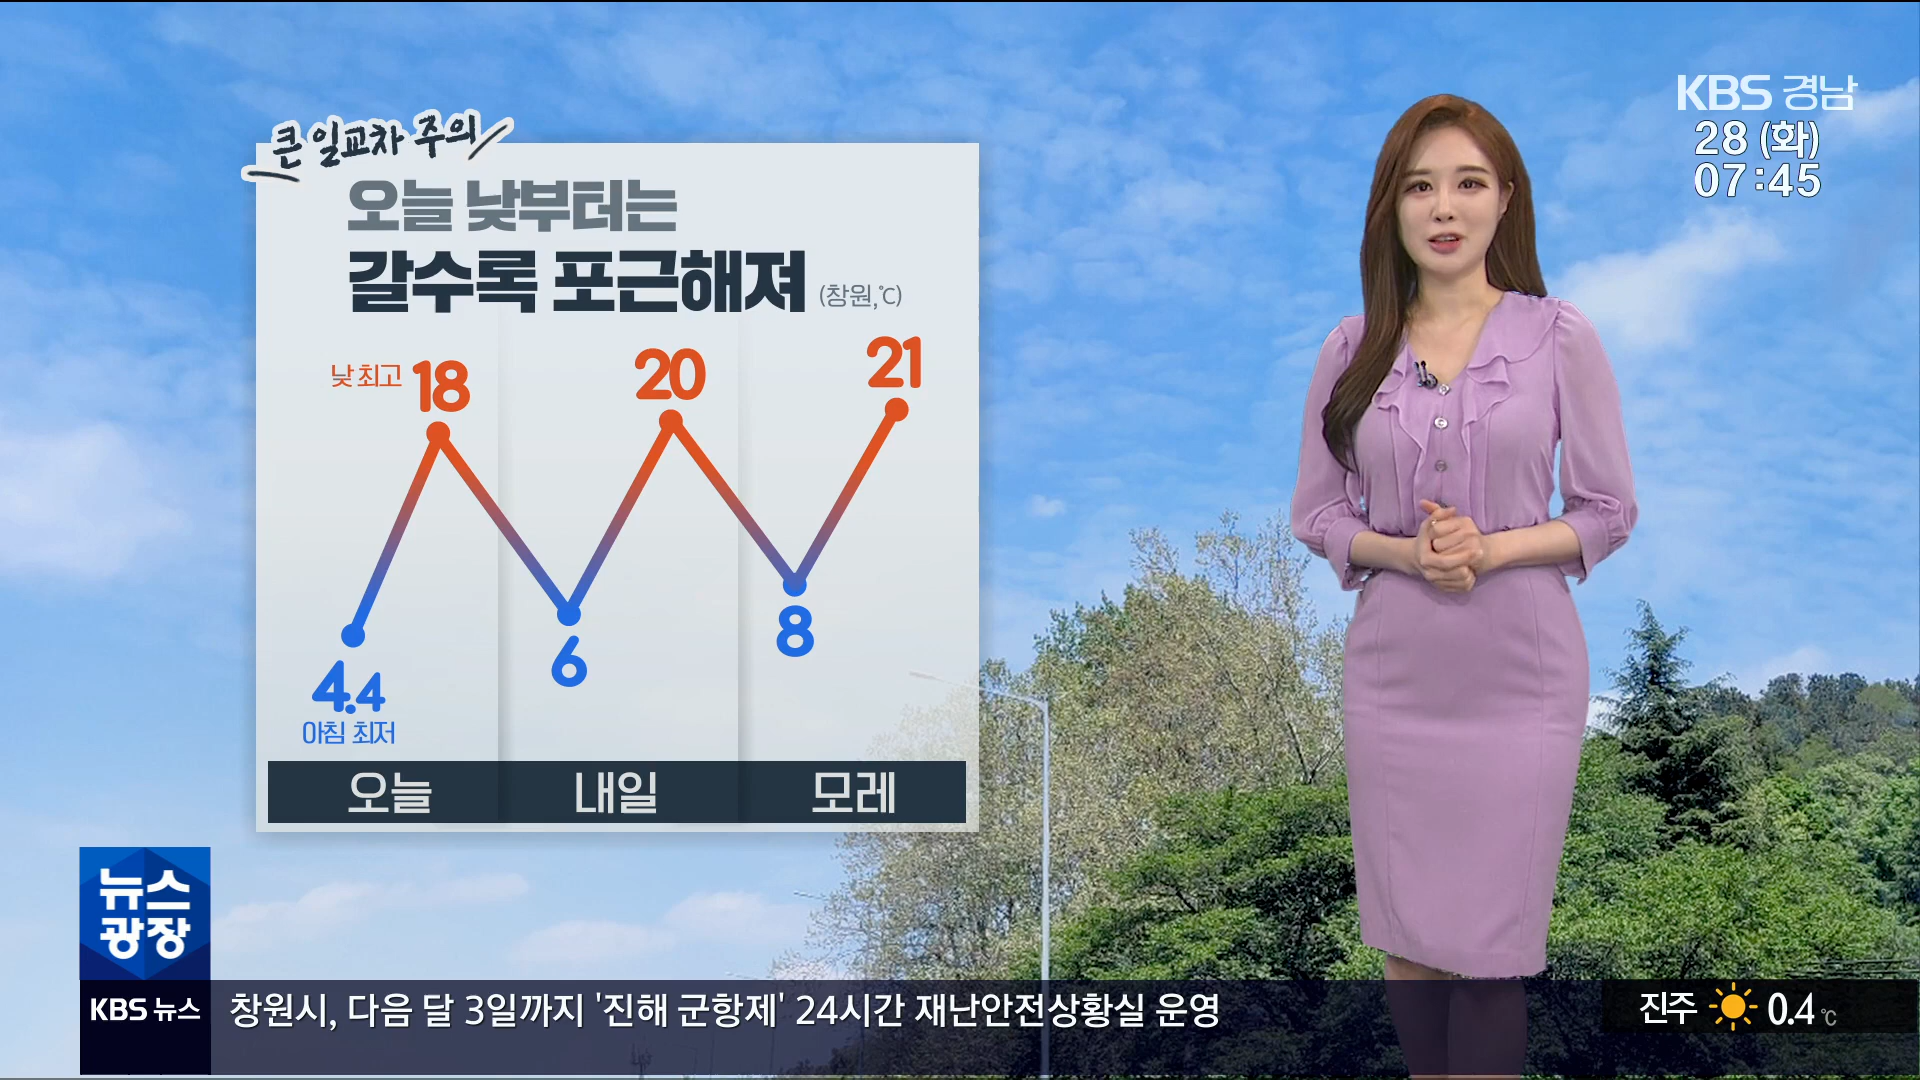 KBS 경남
28 (화)
07:45
큰 일교차 주의
오늘 낮부터는
갈수록 포근해져 (창원,℃)
낮 최고 18
20
21
4.4
아침 최저
6
8
오늘 내일 모레
뉴스
광장
KBS 뉴스
창원시, 다음 달 3일까지 '진해 군항제' 24시간 재난안전상황실 운영
진주 0.4 ℃